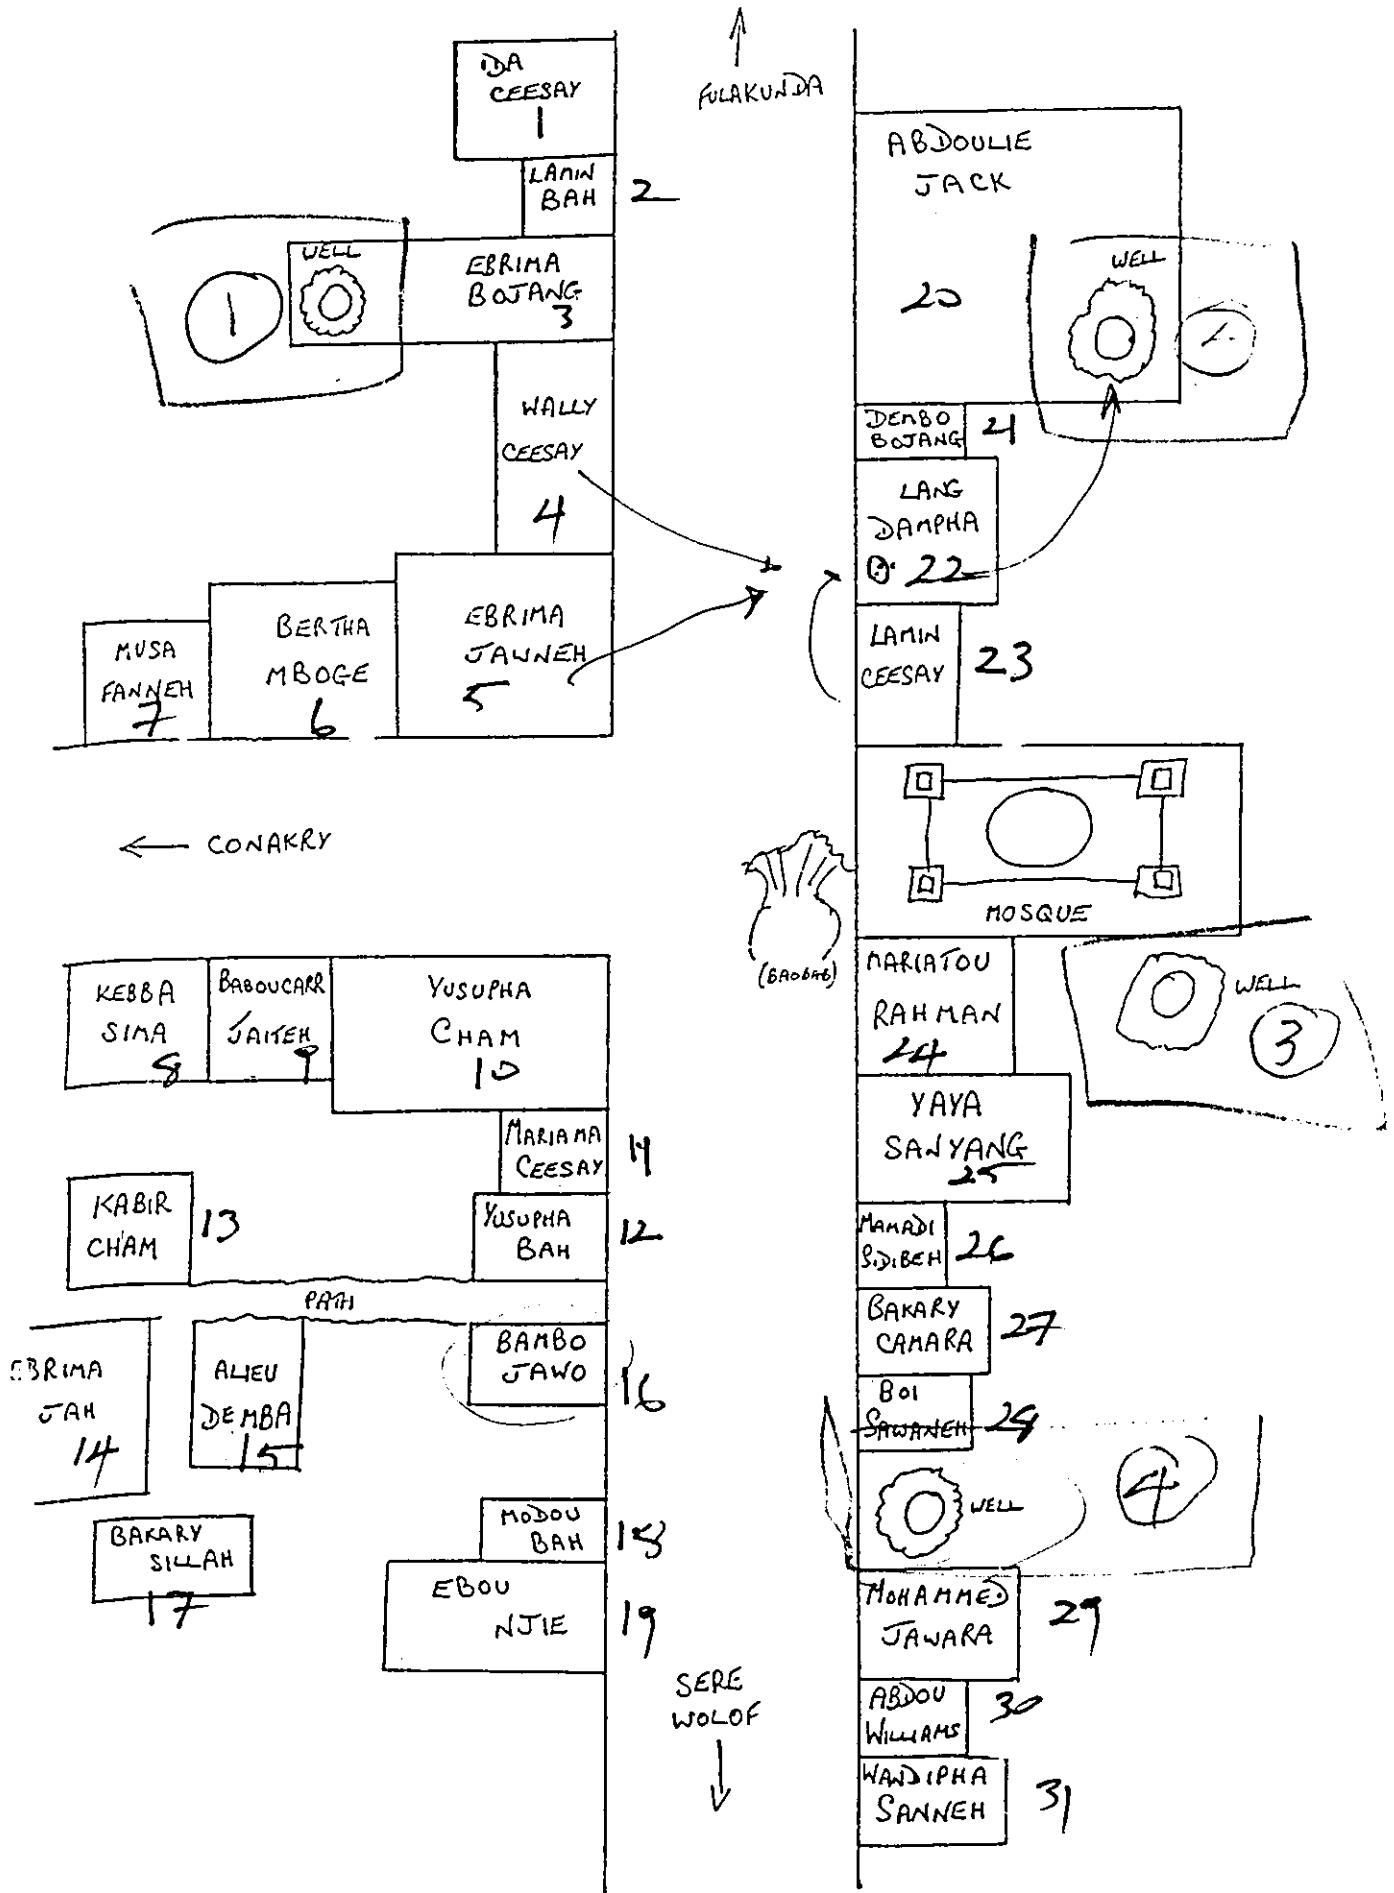 FULAKUNDA
IDA
CEESAY
1
LAMIN
BAH
2
WELL
1
EBRIMA
BOJANG
3
WALLY
CEESAY
4
EBRIMA
JAWNEH
5
BERTHA
MBOGE
6
MUSA
FANNEH
7
CONAKRY
KEBBA
SIMA
8
BABOUCARR
JAITEH
9
YUSUPHA
CHAM
10
MARIAMA
CEESAY
11
YUSUPHA
BAH
12
KABIR
CHAM
13
PATH
EBRIMA
JAH
14
ALIEU
DEMBA
15
BAMBO
JAWO
16
BAKARY
SILLAH
17
MODOU
BAH
18
EBOU
NJIE
19
SERE
WOLOF
ABDOULIE
JACK
20
WELL
2
DEMBO
BOJANG
21
LANG
DAMPHA
22
LAMIN
CEESAY
23
MOSQUE
(BAOBAB)
MARIATOU
RAHMAN
24
WELL
3
YAYA
SANYANG
25
MAMADI
SIDIBEH
26
BAKARY
CAMARA
27
BOI
SAWANEH
28
WELL
4
MOHAMMED
JAWARA
29
ABDOU
WILLIAMS
30
WANDIPHA
SANNEH
31